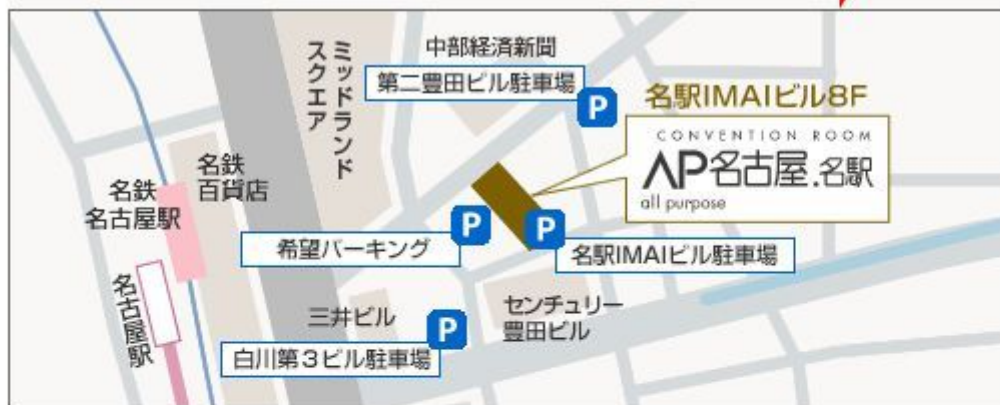 ミッドランド
スクエア
中部経済新聞
第二豊田ビル駐車場
P
名駅IMAIビル8F
CONVENTION ROOM
AP名古屋.名駅
all purpose
名鉄
百貨店
名鉄
名古屋駅
希望パーキング
P
P
名駅IMAIビル駐車場
名古屋駅
三井ビル
P
白川第3ビル駐車場
センチュリー
豊田ビル